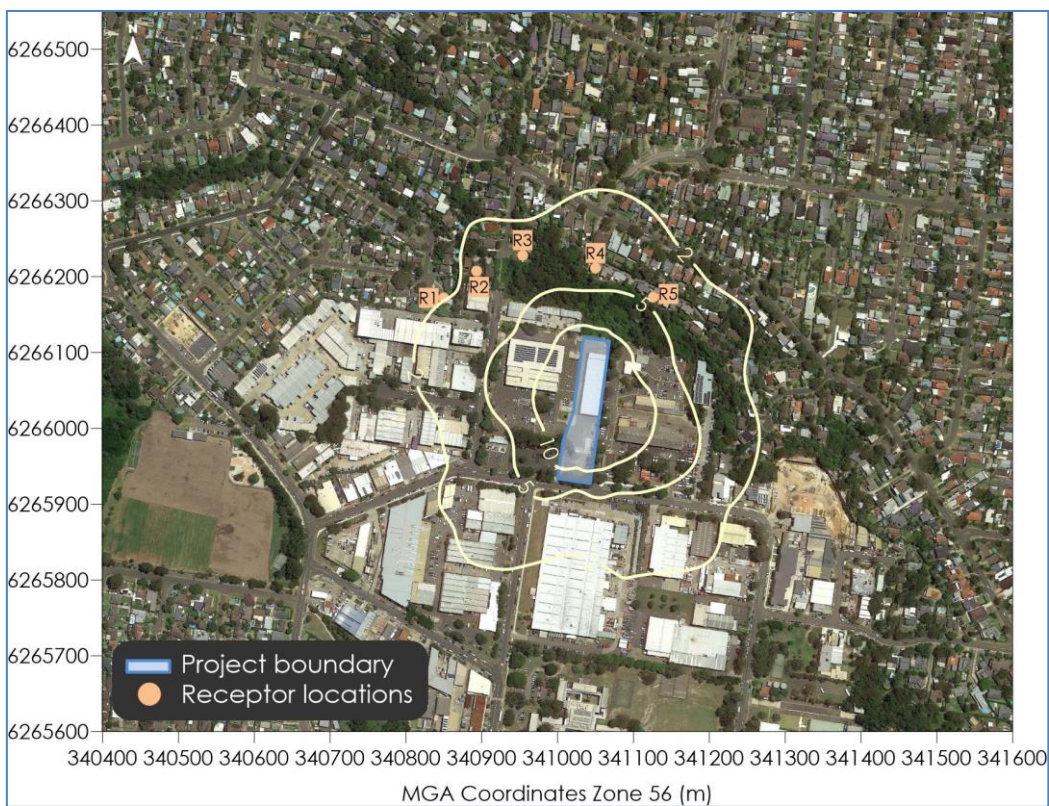 6266500
6266400
6266300
6266200
6266100
6266000
6265900
6265800
6265700
6265600
N
R3
R4
R2
R1
R5
2
5
10
5
Project boundary
Receptor locations
340400 340500 340600 340700 340800 340900 341000 341100 341200 341300 341400 341500 341600
MGA Coordinates Zone 56 (m)